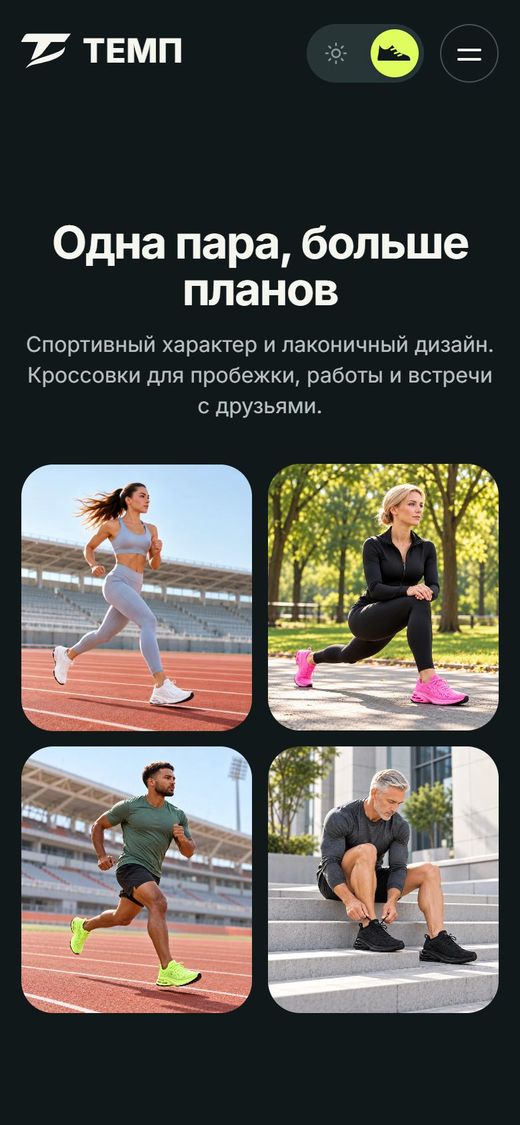 ТЕМП
Одна пара, больше
планов
Спортивный характер и лаконичный дизайн.
Кроссовки для пробежки, работы и встречи
с друзьями.